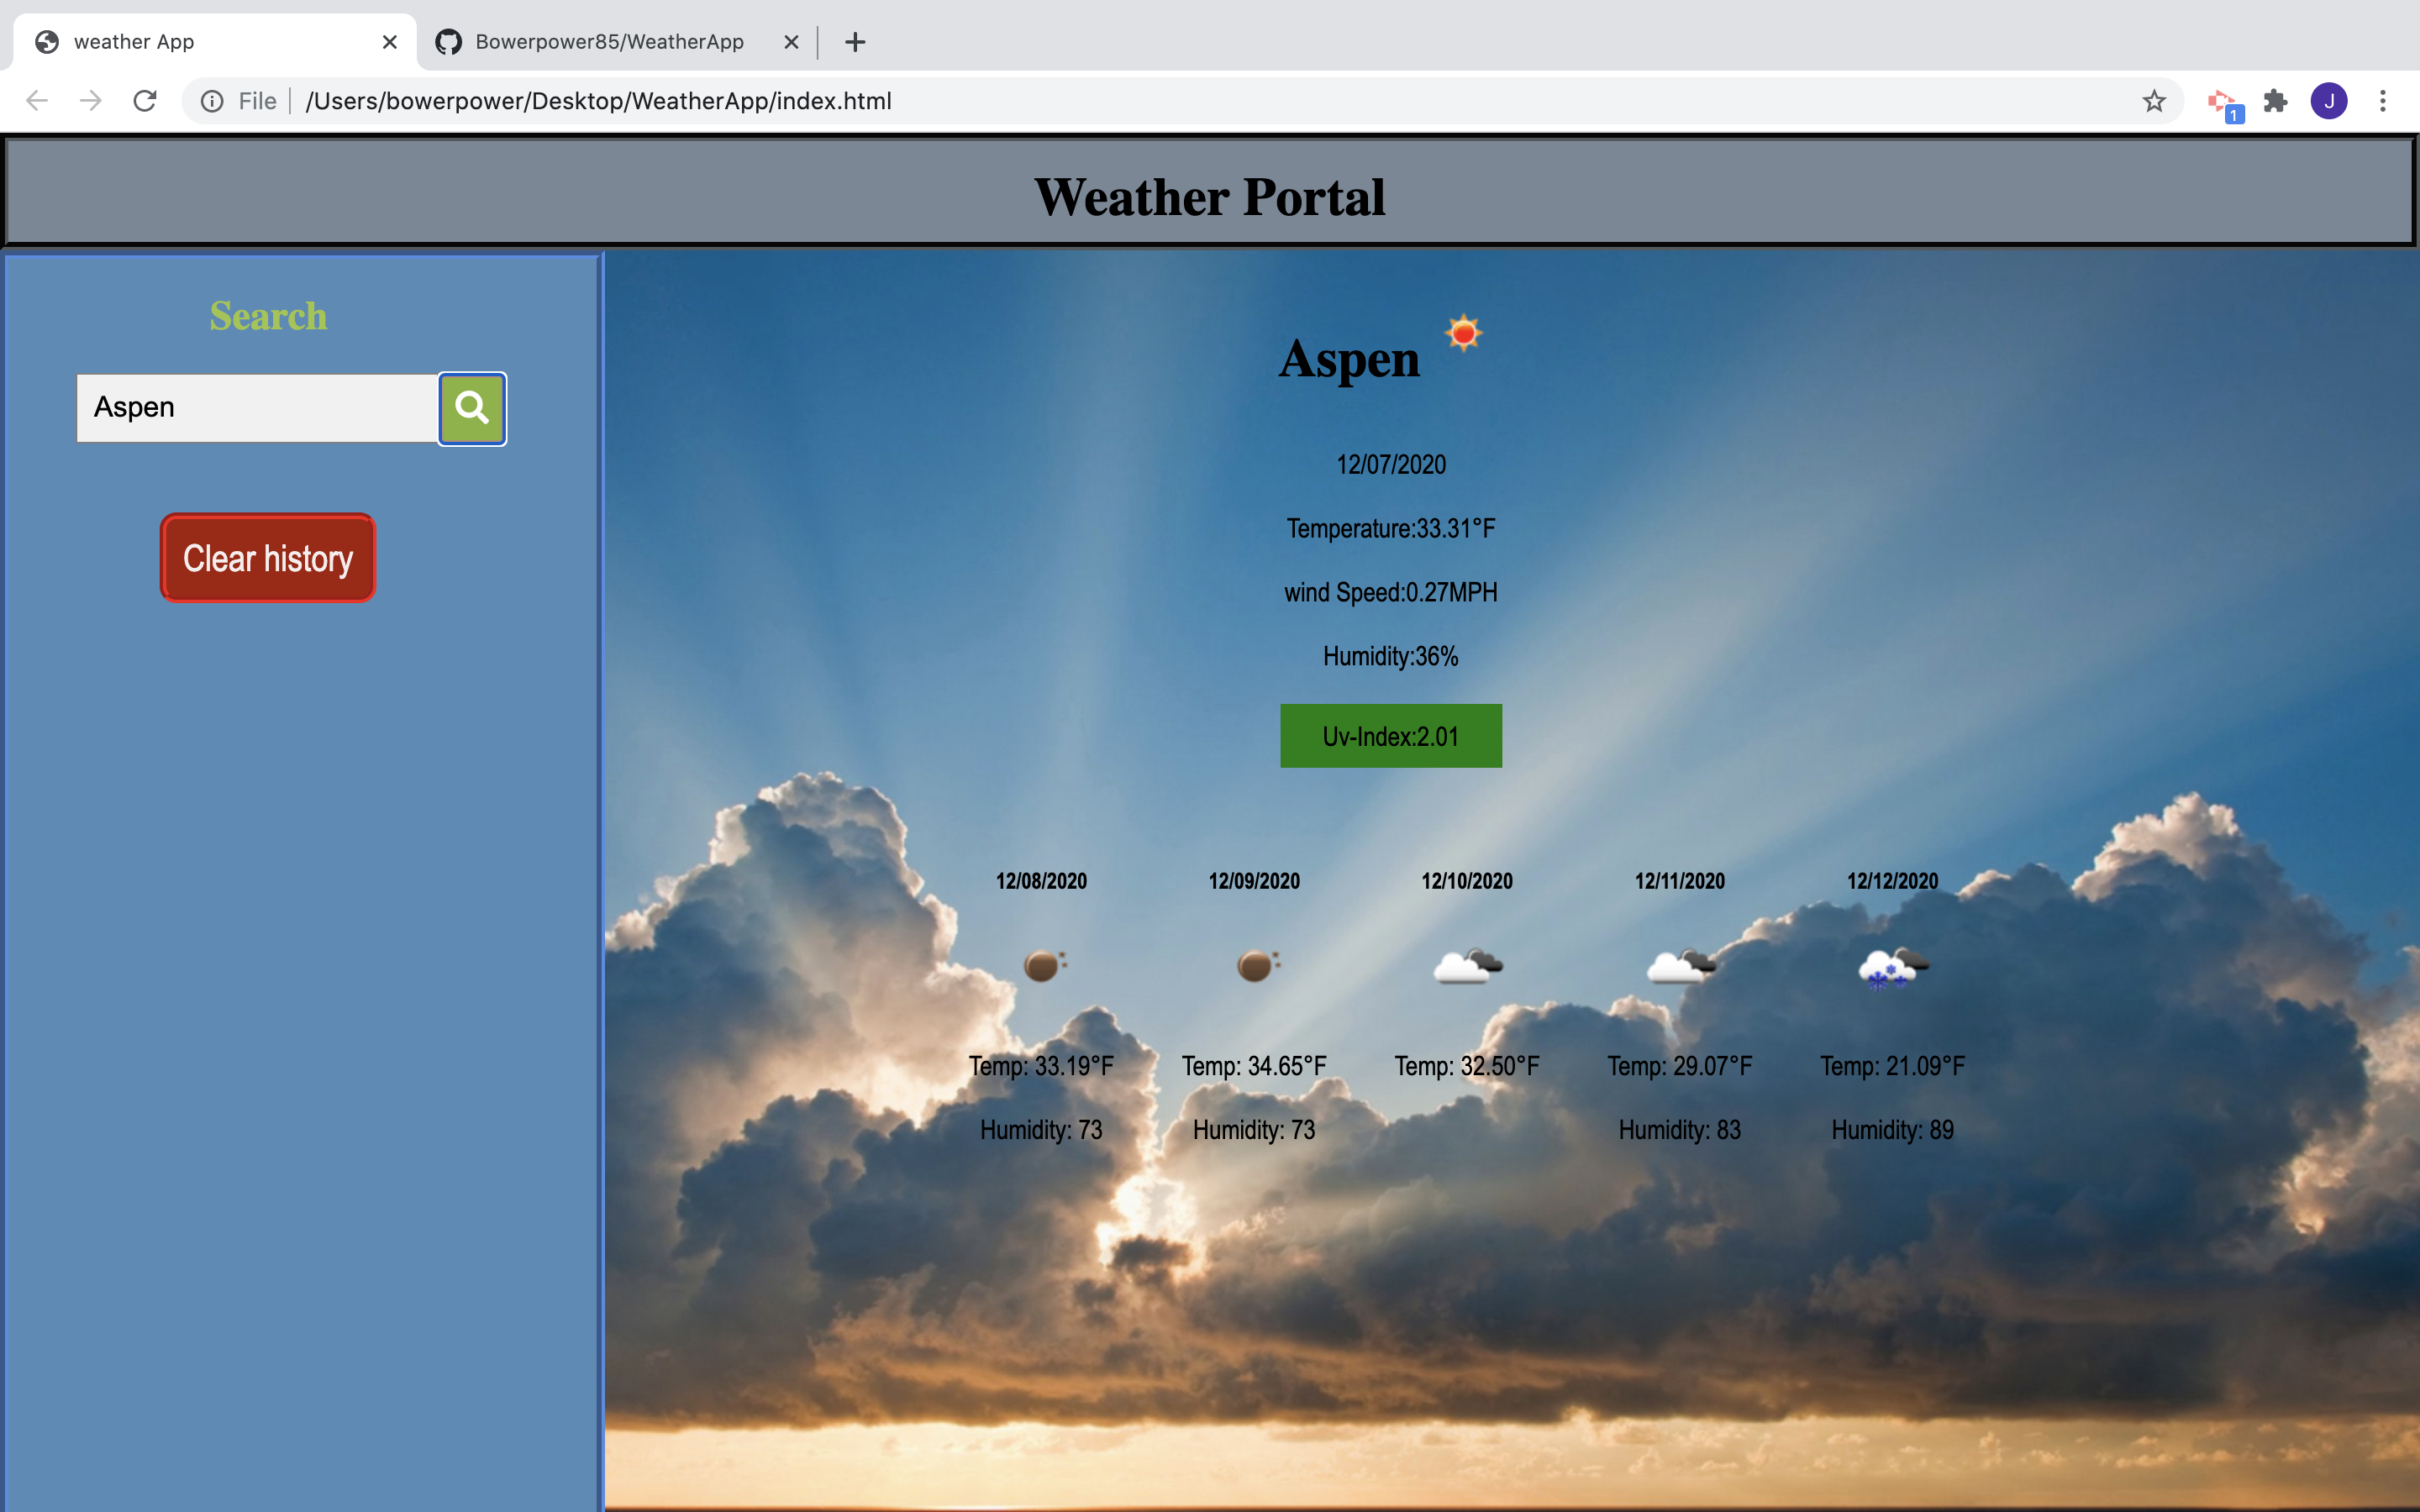 weather App
Bowerpower85/WeatherApp
File
/Users/bowerpower/Desktop/WeatherApp/index.html
1
J
Weather Portal
Search
Aspen
Clear history
Aspen
12/07/2020
Temperature:33.31°F
wind Speed:0.27MPH
Humidity:36%
Uv-Index:2.01
12/08/2020 12/09/2020 12/10/2020 12/11/2020 12/12/2020
Temp: 33.19°F Temp: 34.65°F Temp: 32.50°F Temp: 29.07°F Temp: 21.09°F
Humidity: 73 Humidity: 73 Humidity: 83 Humidity: 89